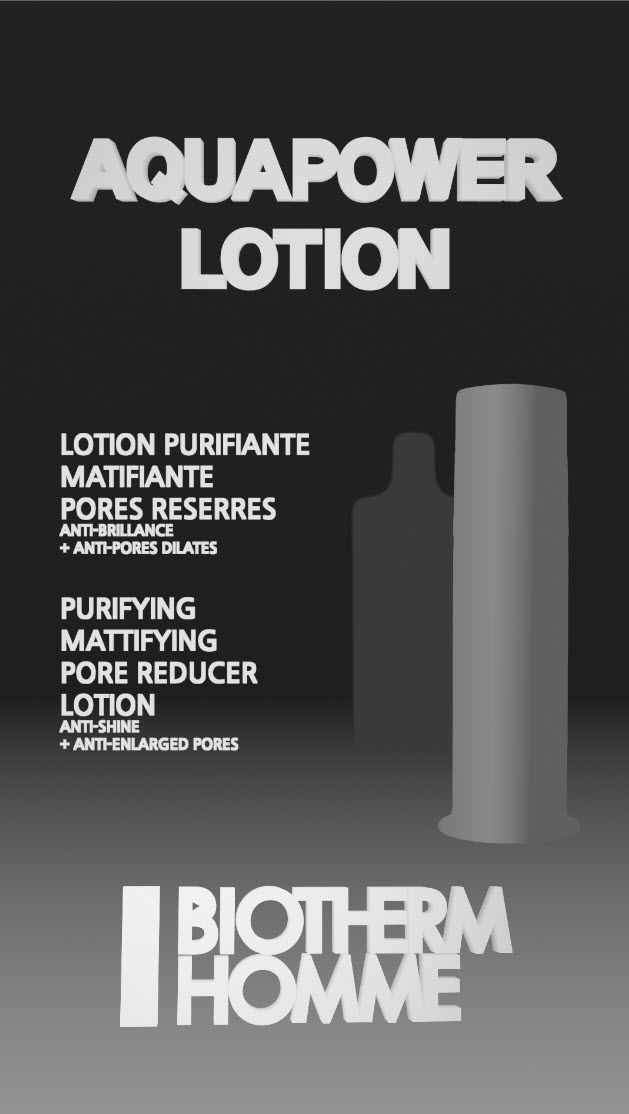 AQUAPOWER
LOTION
LOTION PURIFIANTE
MATIFIANTE
PORES RESERRES
ANTI-BRILLANCE
+ ANTI-PORES DILATES
PURIFYING
MATTIFYING
PORE REDUCER
LOTION
ANTI-SHINE
+ ANTI-ENLARGED PORES
BIOTHERM
HOMME